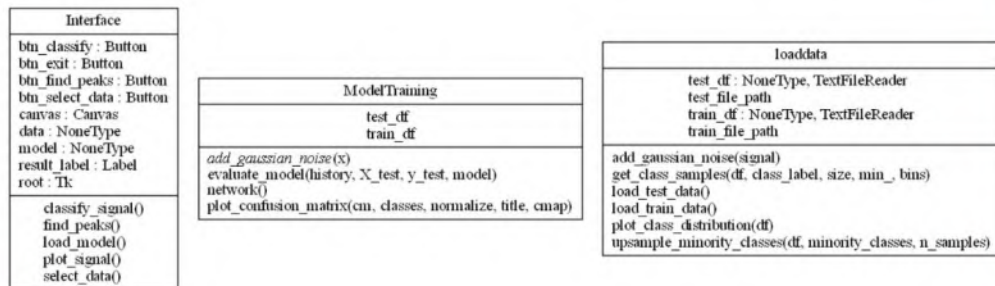 Interface
btn_classify : Button
btn_exit : Button
btn_find_peaks : Button
btn_select_data : Button
canvas : Canvas
data : NoneType
model : NoneType
result_label : Label
root : Tk
classify_signal()
find_peaks()
load_model()
plot_signal()
select_data()
ModelTraining
test_df
train_df
add_gaussian_noise(x)
evaluate_model(history, X_test, y_test, model)
network()
plot_confusion_matrix(cm, classes, normalize, title, cmap)
loaddata
test_df : NoneType, TextFileReader
test_file_path
train_df : NoneType, TextFileReader
train_file_path
add_gaussian_noise(signal)
get_class_samples(df, class_label, size, min_, bins)
load_test_data()
load_train_data()
plot_class_distribution(df)
upsample_minority_classes(df, minority_classes, n_samples)